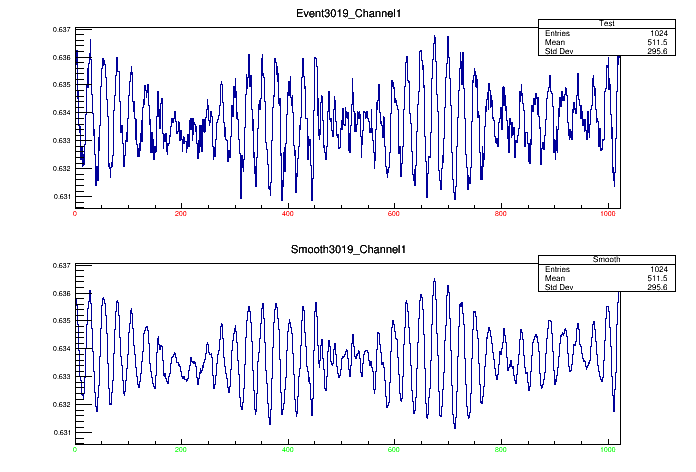 Event3019_Channel1
Test
Entries 1024
Mean 511.5
Std Dev 295.6
0.637
0.636
0.635
0.634
0.633
0.632
0.631
0 200 400 600 800 1000
Smooth3019_Channel1
Smooth
Entries 1024
Mean 511.5
Std Dev 295.6
0.637
0.636
0.635
0.634
0.633
0.632
0.631
0 200 400 600 800 1000